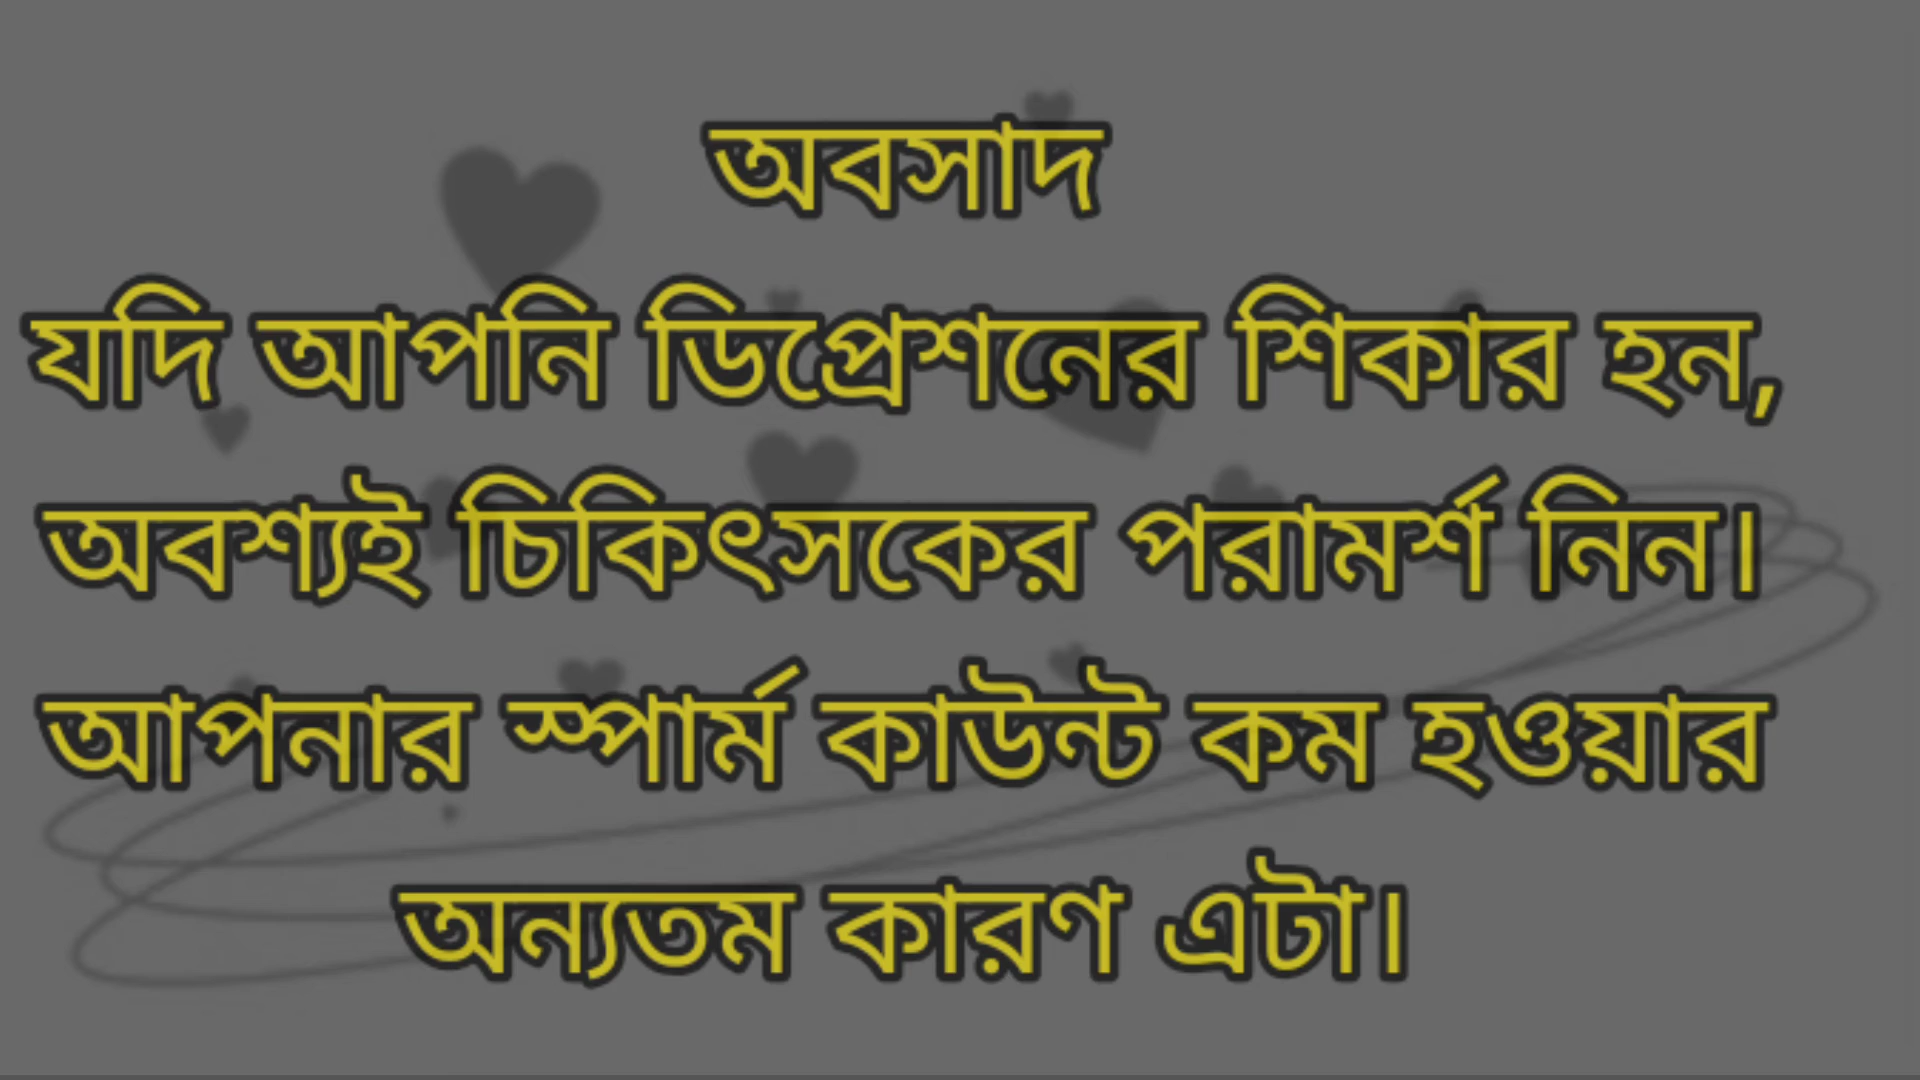 অবসাদ
যদি আপনি ডিপ্রেশনের শিকার হন,
অবশ্যই চিকিৎসকের পরামর্শ নিন।
আপনার স্পার্ম কাউন্ট কম হওয়ার
অন্যতম কারণ এটা।